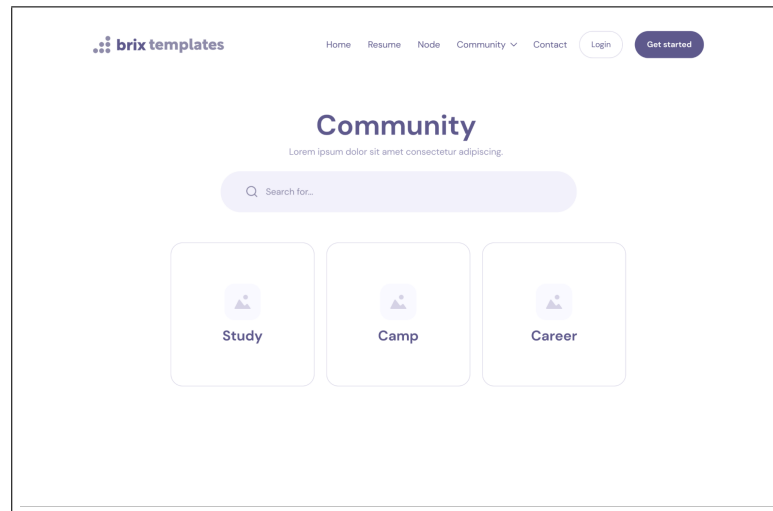 brix templates
Home Resume Node Community Contact Login Get started
Community
Lorem ipsum dolor sit amet consectetur adipiscing.
Search for...
Study Camp Career